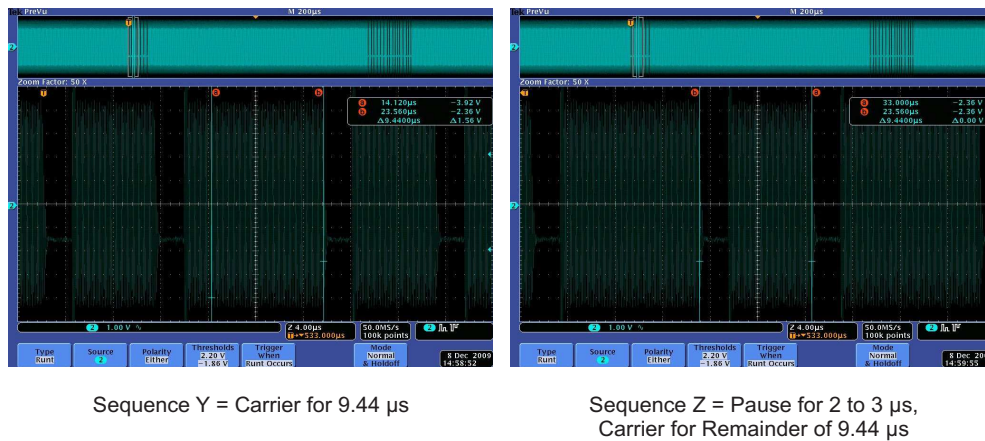 Tek PreVu
M 200µs
Zoom Factor: 50 X
a 14.120µs −3.92 V
b 23.560µs −2.36 V
Δ9.4400µs Δ1.56 V
2 1.00 V
Z 4.00µs
T→▾533.000µs
50.0MS/s
100k points
2
Type
Runt
Source
2
Polarity
Either
Thresholds
2.20 V
−1.86 V
Trigger
When
Runt Occurs
Mode
Normal
& Holdoff
8 Dec 2009
14:58:52
Sequence Y = Carrier for 9.44 µs
Tek PreVu
M 200µs
Zoom Factor: 50 X
a 33.000µs −2.36 V
b 23.560µs −2.36 V
Δ9.4400µs Δ0.00 V
2 1.00 V
Z 4.00µs
T→▾533.000µs
50.0MS/s
100k points
2
Type
Runt
Source
2
Polarity
Either
Thresholds
2.20 V
−1.86 V
Trigger
When
Runt Occurs
Mode
Normal
& Holdoff
8 Dec 20
14:59:55
Sequence Z = Pause for 2 to 3 µs,
Carrier for Remainder of 9.44 µs